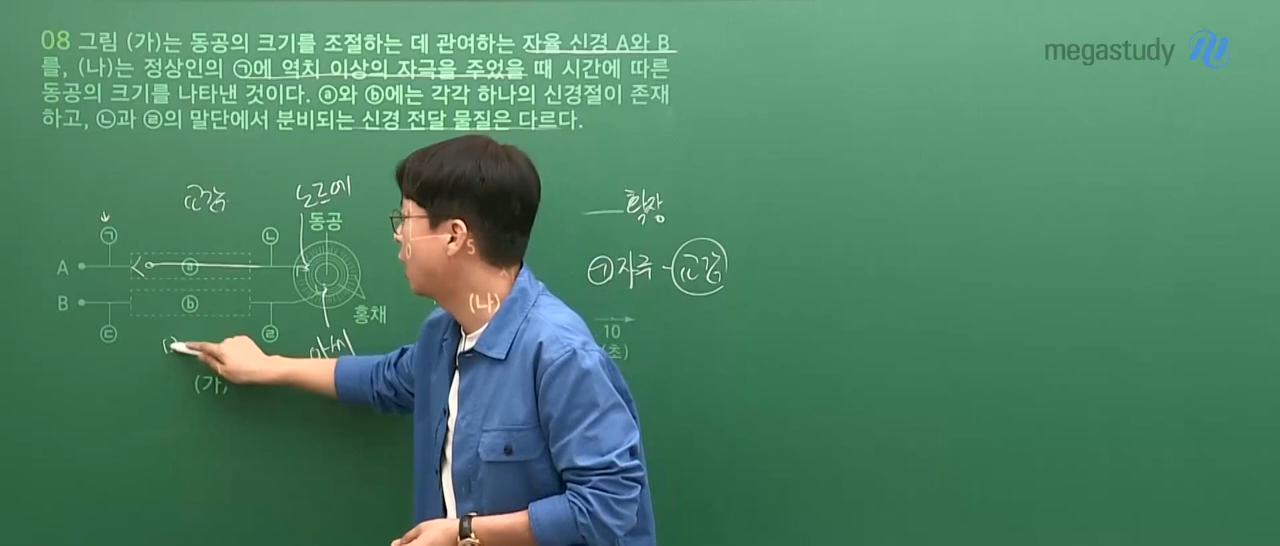 08 그림 (가)는 동공의 크기를 조절하는 데 관여하는 자율 신경 A와 B
를, (나)는 정상인의 ㉠에 역치 이상의 자극을 주었을 때 시간에 따른
동공의 크기를 나타낸 것이다. ⓐ와 ⓑ에는 각각 하나의 신경절이 존재
하고, ㉡과 ㉣의 말단에서 분비되는 신경 전달 물질은 다르다.
megastudy
교감
노르에
동공
확장
㉠
㉡
A
ⓐ
㉠자극 - 교감
B
ⓑ
홍채
㉢
㉣
아세
(가)
0
5
(나)
10
(초)